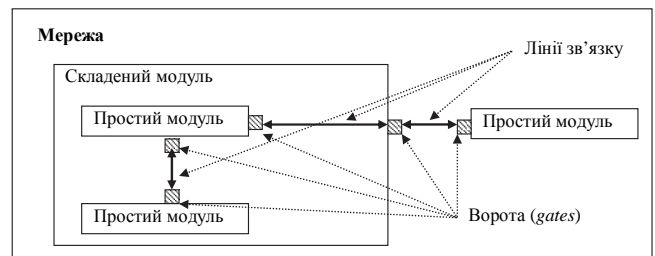 Мережа
Лінії зв’язку
Складений модуль
Простий модуль
Простий модуль
Простий модуль
Ворота (gates)